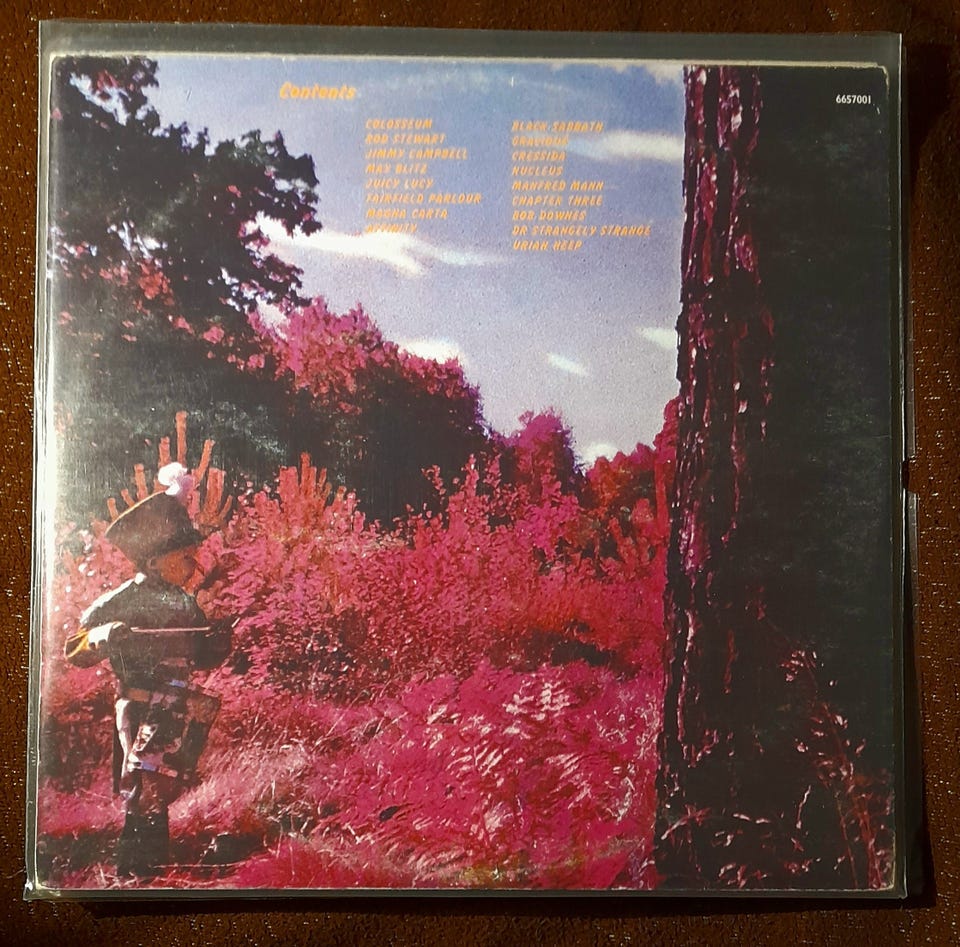 Contents
6657001
COLOSSEUM
ROD STEWART
JIMMY CAMPBELL
MAY BLITZ
JUICY LUCY
FAIRFIELD PARLOUR
MAGNA CARTA
AFFINITY
BLACK SABBATH
GRACIOUS
CRESSIDA
NUCLEUS
MANFRED MANN
CHAPTER THREE
BOB DOWNES
DR STRANGELY STRANGE
URIAH HEEP